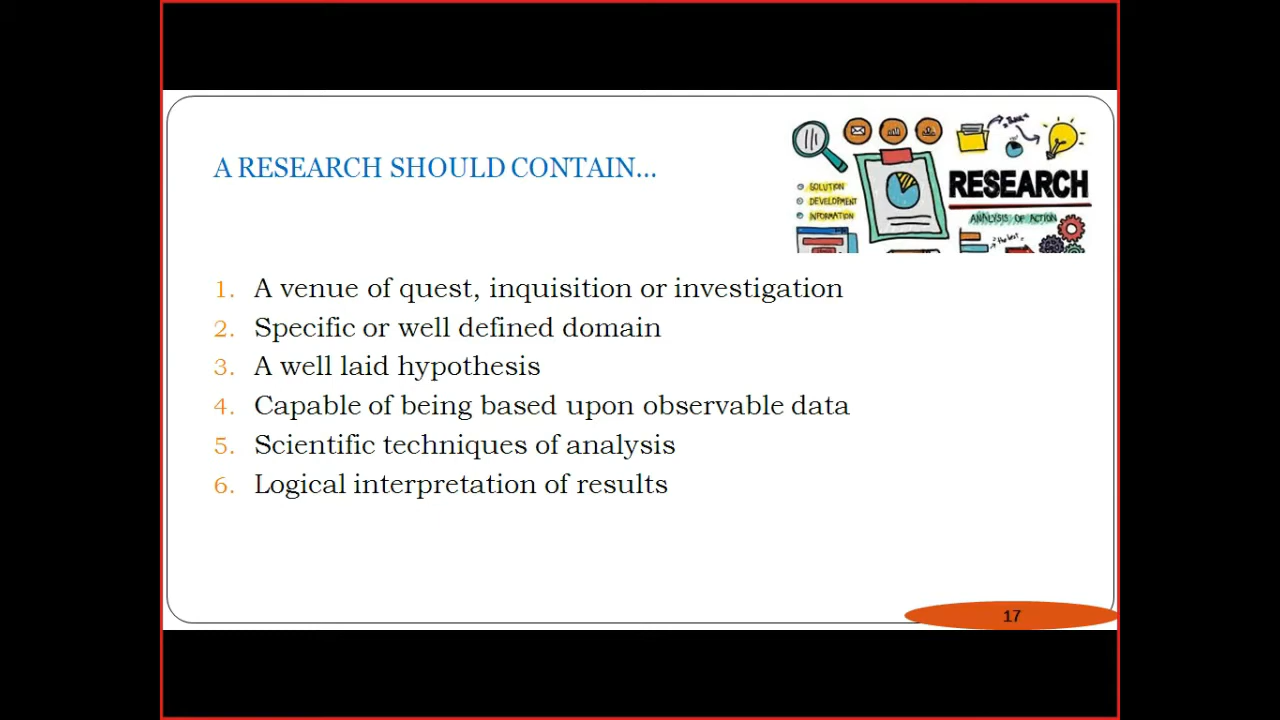 A RESEARCH SHOULD CONTAIN...
SOLUTION
DEVELOPMENT
INFORMATION
RESEARCH
ANALYSIS OF ACTION
1. A venue of quest, inquisition or investigation
2. Specific or well defined domain
3. A well laid hypothesis
4. Capable of being based upon observable data
5. Scientific techniques of analysis
6. Logical interpretation of results
17